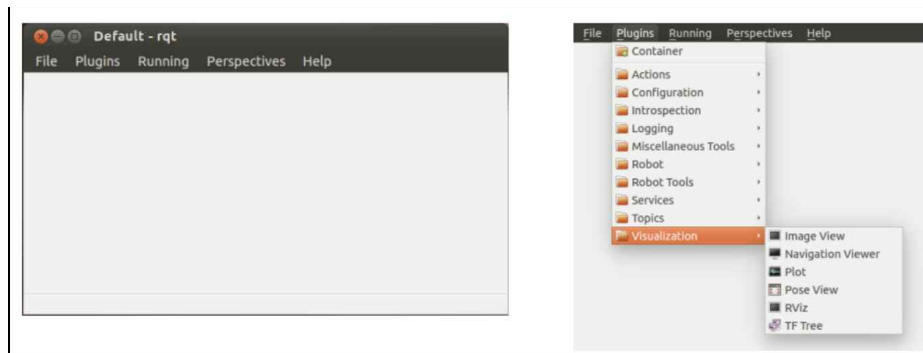 Default - rqt
File Plugins Running Perspectives Help
File Plugins Running Perspectives Help
Container
Actions
Configuration
Introspection
Logging
Miscellaneous Tools
Robot
Robot Tools
Services
Topics
Visualization
Image View
Navigation Viewer
Plot
Pose View
RViz
TF Tree